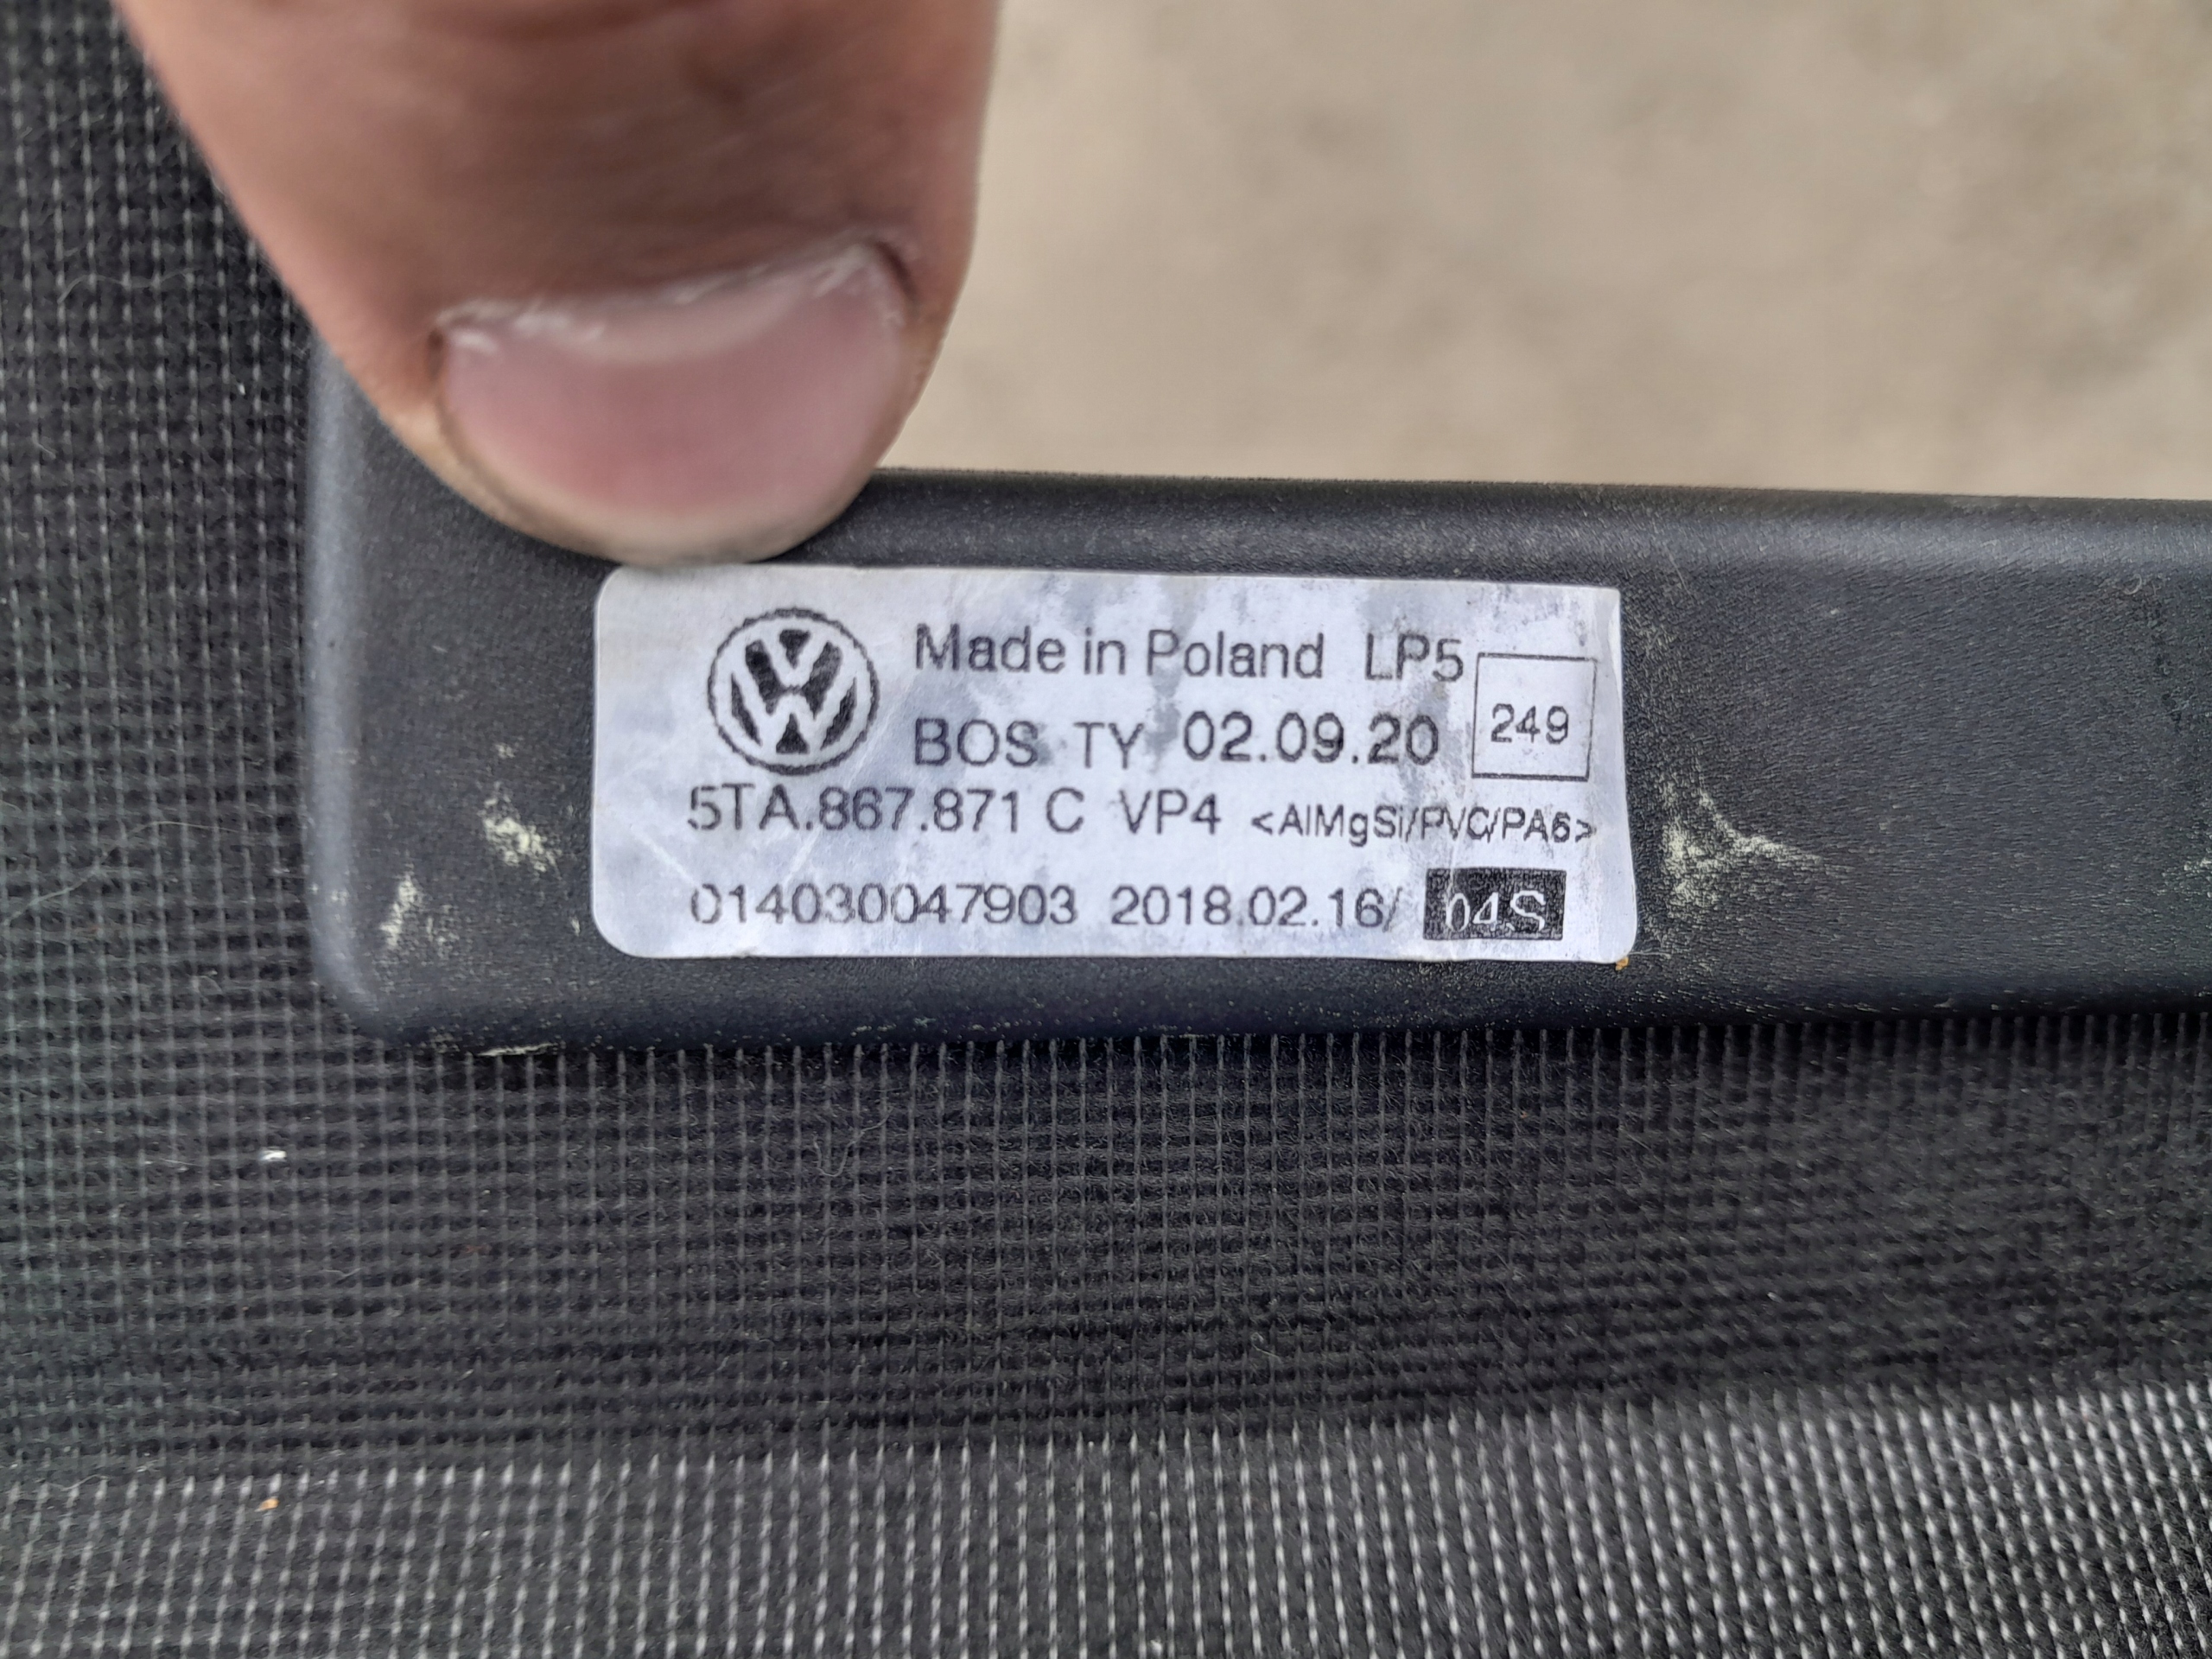 Made in Poland LP5
BOS TY 02.09.20 249
5TA.867.871 C VP4 <AlMgSi/PVC/PA6>
014030047903 2018.02.16/ 04S